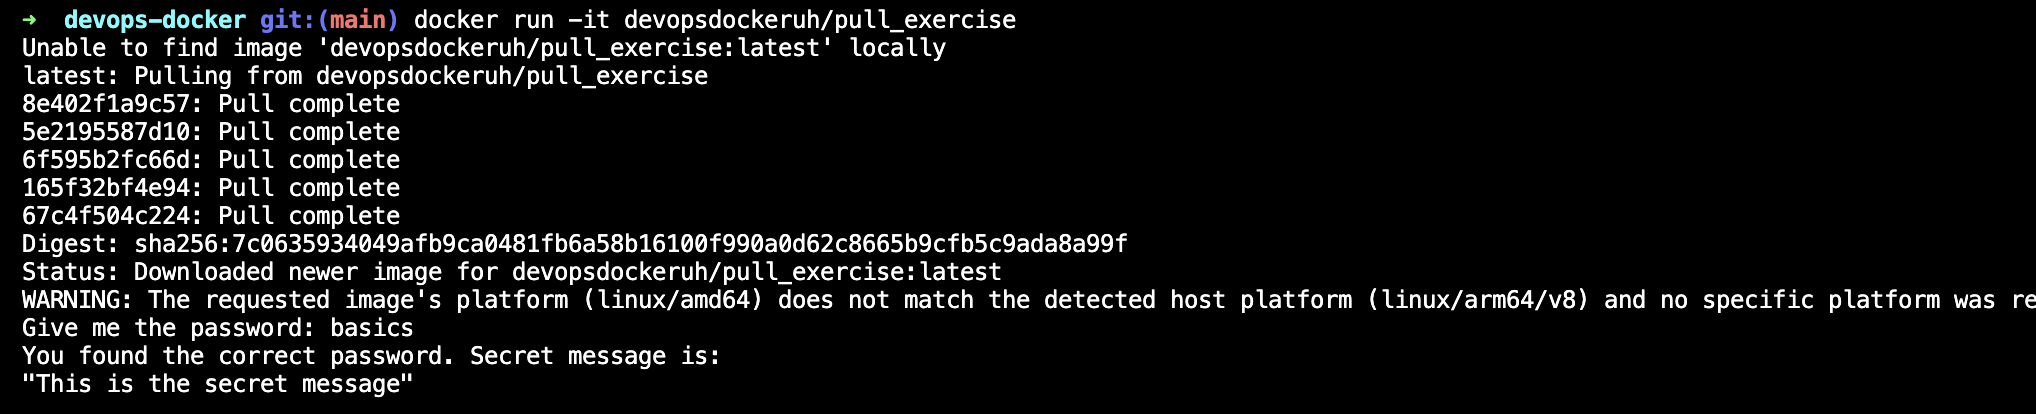 ➜  devops-docker git:(main) docker run -it devopsdockeruh/pull_exercise
Unable to find image 'devopsdockeruh/pull_exercise:latest' locally
latest: Pulling from devopsdockeruh/pull_exercise
8e402f1a9c57: Pull complete
5e2195587d10: Pull complete
6f595b2fc66d: Pull complete
165f32bf4e94: Pull complete
67c4f504c224: Pull complete
Digest: sha256:7c0635934049afb9ca0481fb6a58b16100f990a0d62c8665b9cfb5c9ada8a99f
Status: Downloaded newer image for devopsdockeruh/pull_exercise:latest
WARNING: The requested image's platform (linux/amd64) does not match the detected host platform (linux/arm64/v8) and no specific platform was re
Give me the password: basics
You found the correct password. Secret message is:
"This is the secret message"